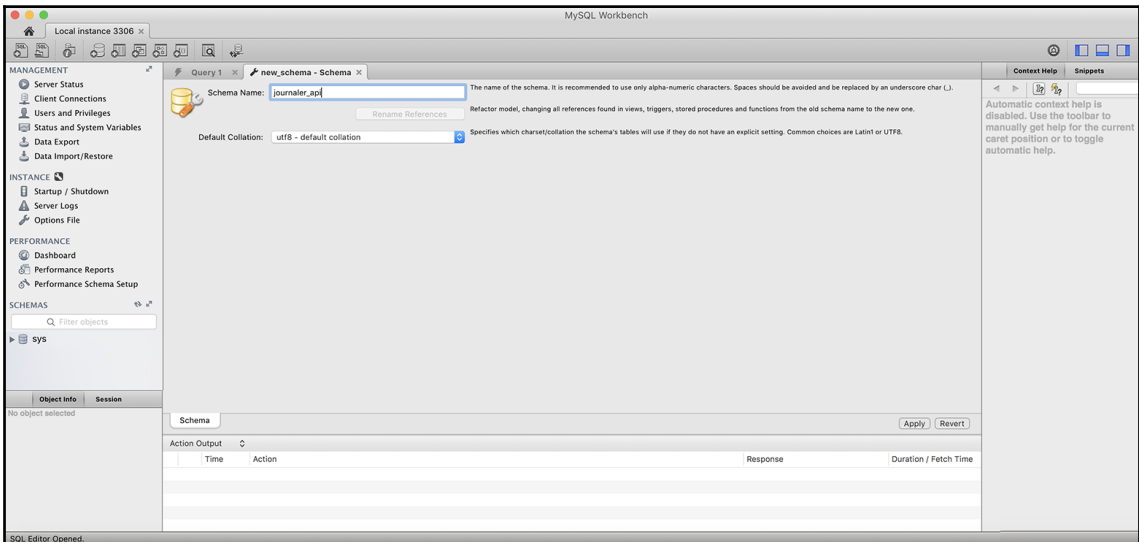 MySQL Workbench
Local instance 3306
MANAGEMENT
Server Status
Client Connections
Users and Privileges
Status and System Variables
Data Export
Data Import/Restore
INSTANCE
Startup / Shutdown
Server Logs
Options File
PERFORMANCE
Dashboard
Performance Reports
Performance Schema Setup
SCHEMAS
Filter objects
sys
Object Info Session
No object selected
Query 1 new_schema - Schema
Schema Name: journaler_api
The name of the schema. It is recommended to use only alpha-numeric characters. Spaces should be avoided and be replaced by an underscore char (_).
Rename References
Refactor model, changing all references found in views, triggers, stored procedures and functions from the old schema name to the new one.
Default Collation: utf8 - default collation
Specifies which charset/collation the schema's tables will use if they do not have an explicit setting. Common choices are Latin1 or UTF8.
Schema
Apply Revert
Action Output
Time Action Response Duration / Fetch Time
Context Help Snippets
Automatic context help is
disabled. Use the toolbar to
manually get help for the current
caret position or to toggle
automatic help.
SQL Editor Opened.